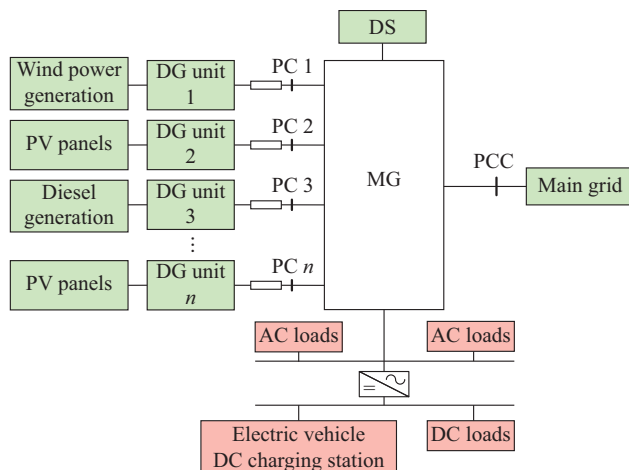 DS
Wind power
generation
DG unit
1
PC 1
PV panels
DG unit
2
PC 2
MG
PCC
Main grid
Diesel
generation
DG unit
3
PC 3
PV panels
DG unit
n
PC n
AC loads
AC loads
Electric vehicle
DC charging station
DC loads